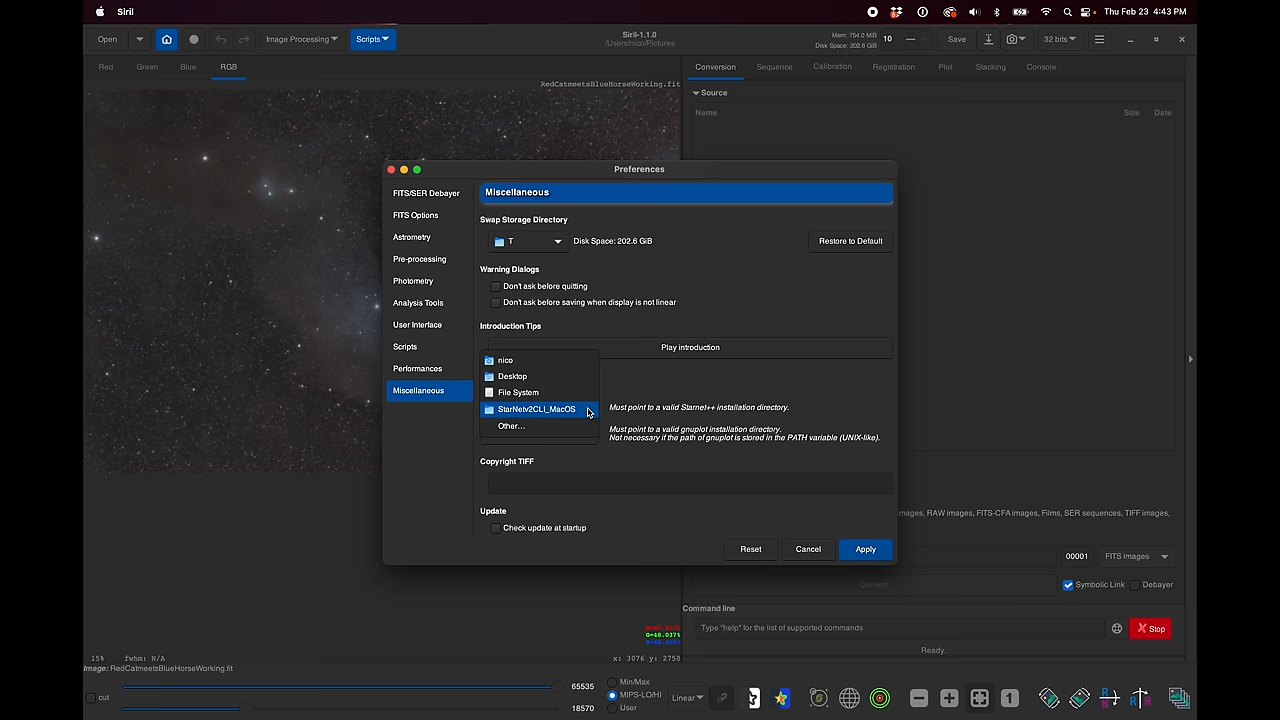 Siril
Thu Feb 23 4:43 PM
Open
Image Processing
Scripts
Siril-1.1.0
/Users/nico/Pictures
Mem: 754.0 MiB
Disk Space: 202.6 GiB
10
Save
32 bits
Red
Green
Blue
RGB
Conversion
Sequence
Calibration
Registration
Plot
Stacking
Console
RedCatmeetsBlueHorseWorking.fit
Source
Name
Size
Date
Preferences
FITS/SER Debayer
FITS Options
Astrometry
Pre-processing
Photometry
Analysis Tools
User Interface
Scripts
Performances
Miscellaneous
Miscellaneous
Swap Storage Directory
T
Disk Space: 202.6 GiB
Restore to Default
Warning Dialogs
Don't ask before quitting
Don't ask before saving when display is not linear
Introduction Tips
Play introduction
nico
Desktop
File System
StarNetv2CLI_MacOS
Other...
Must point to a valid Starnet++ installation directory.
Must point to a valid gnuplot installation directory.
Not necessary if the path of gnuplot is stored in the PATH variable (UNIX-like).
Copyright TIFF
Update
Check update at startup
Reset
Cancel
Apply
mages, RAW images, FITS-CFA images, Films, SER sequences, TIFF images,
00001
FITS images
Convert
Symbolic Link
Debayer
Command line
Type "help" for the list of supported commands
Stop
Ready.
G=48.037%
15%
fwhm: N/A
x: 3076 y: 2750
Image: RedCatmeetsBlueHorseWorking.fit
cut
65535
18570
Min/Max
MIPS-LO/HI
User
Linear
1